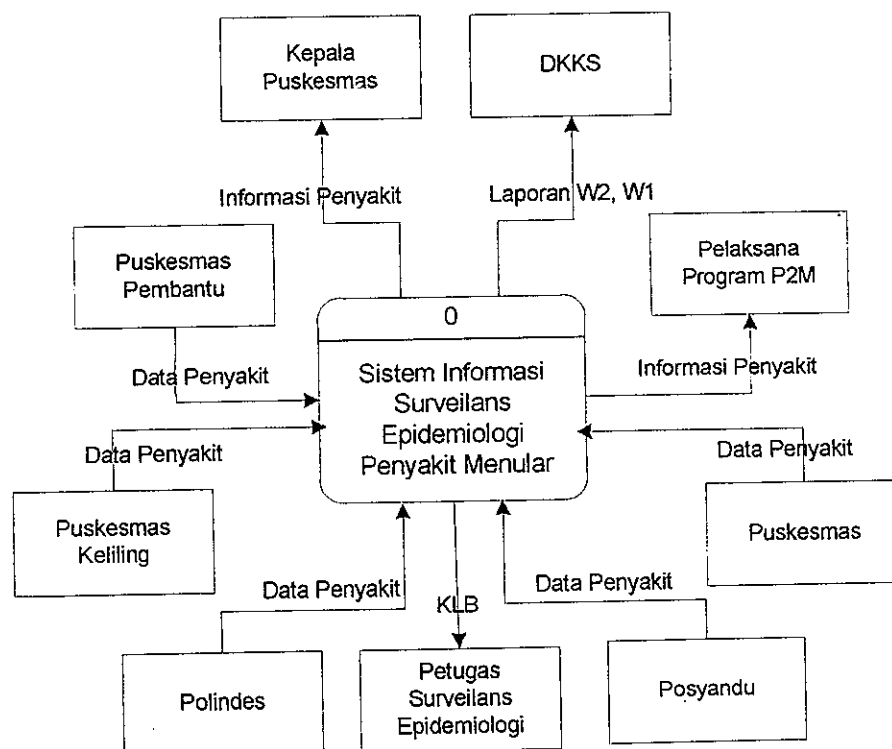 Kepala
Puskesmas
DKKS
Informasi Penyakit
Laporan W2, W1
Puskesmas
Pembantu
Pelaksana
Program P2M
0
Data Penyakit
Sistem Informasi
Surveilans
Epidemiologi
Penyakit Menular
Informasi Penyakit
Data Penyakit
Data Penyakit
Puskesmas
Keliling
Puskesmas
Data Penyakit
KLB
Data Penyakit
Polindes
Petugas
Surveilans
Epidemiologi
Posyandu